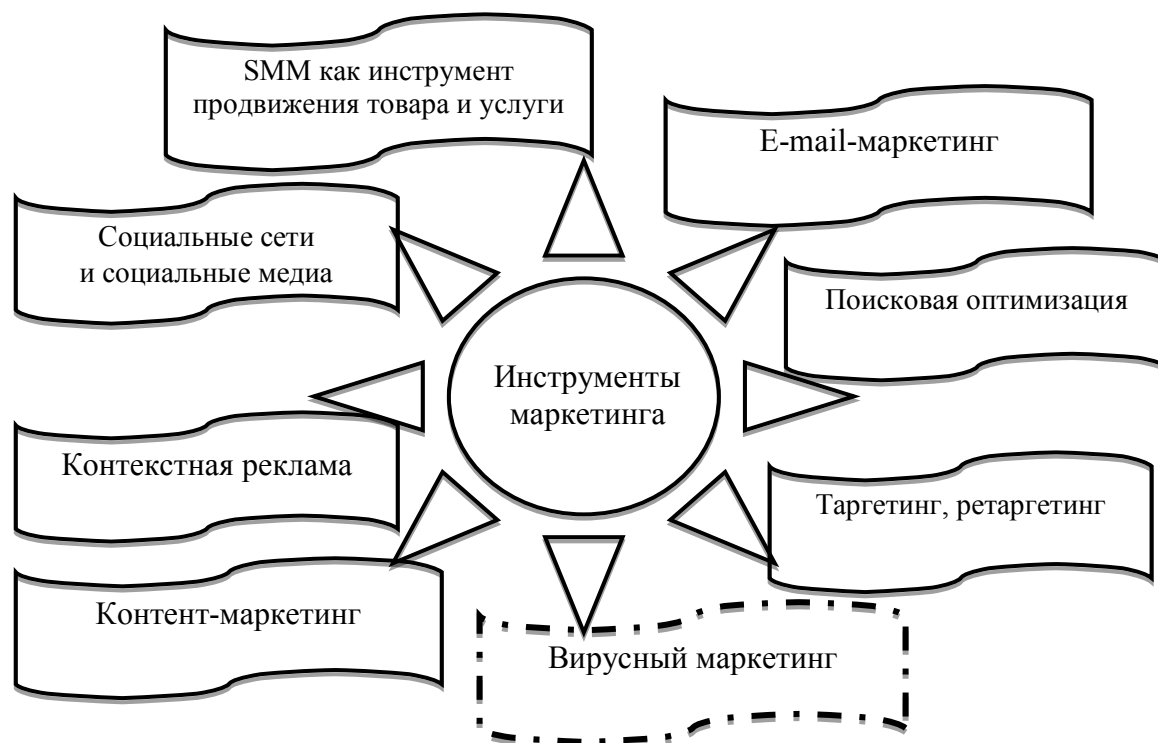 SMM как инструмент
продвижения товара и услуги
E-mail-маркетинг
Социальные сети
и социальные медиа
Поисковая оптимизация
Инструменты
маркетинга
Контекстная реклама
Таргетинг, ретаргетинг
Контент-маркетинг
Вирусный маркетинг